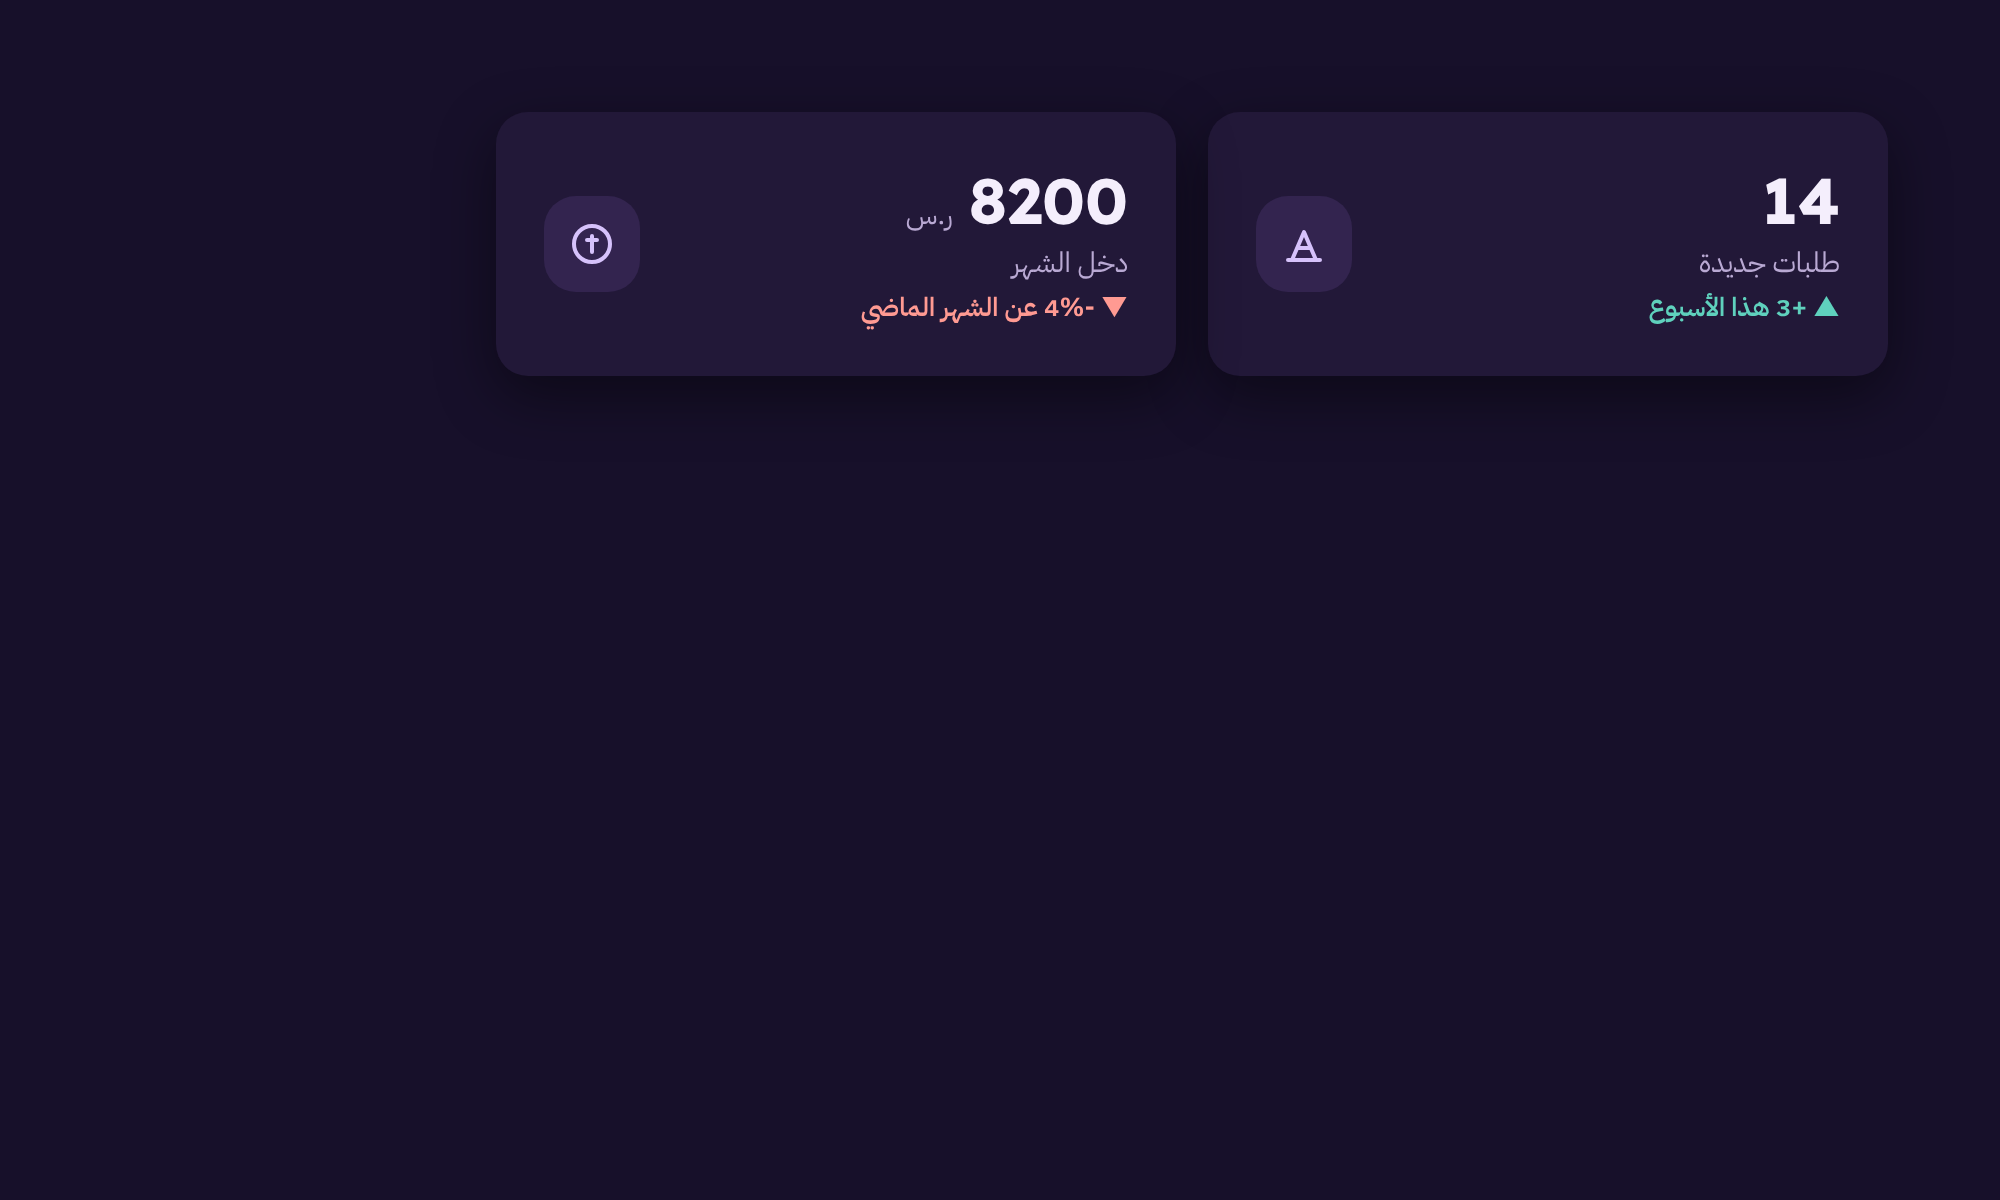 14
طلبات جديدة
▲ +3 هذا الأسبوع
8200 ر.س
دخل الشهر
▼ -4% عن الشهر الماضي